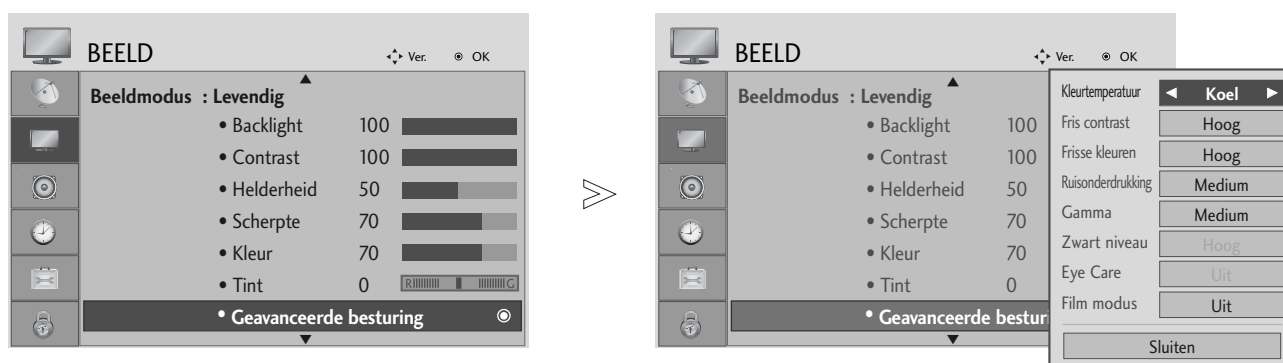 BEELD
Ver. OK
Beeldmodus : Levendig
• Backlight 100
• Contrast 100
• Helderheid 50
• Scherpte 70
• Kleur 70
• Tint 0 R G
• Geavanceerde besturing
BEELD
Ver. OK
Beeldmodus : Levendig
• Backlight 100
• Contrast 100
• Helderheid 50
• Scherpte 70
• Kleur 70
• Tint 0
• Geavanceerde bestur
Kleurtemperatuur ◄ Koel ►
Fris contrast Hoog
Frisse kleuren Hoog
Ruisonderdrukking Medium
Gamma Medium
Zwart niveau Hoog
Eye Care Uit
Film modus Uit
Sluiten